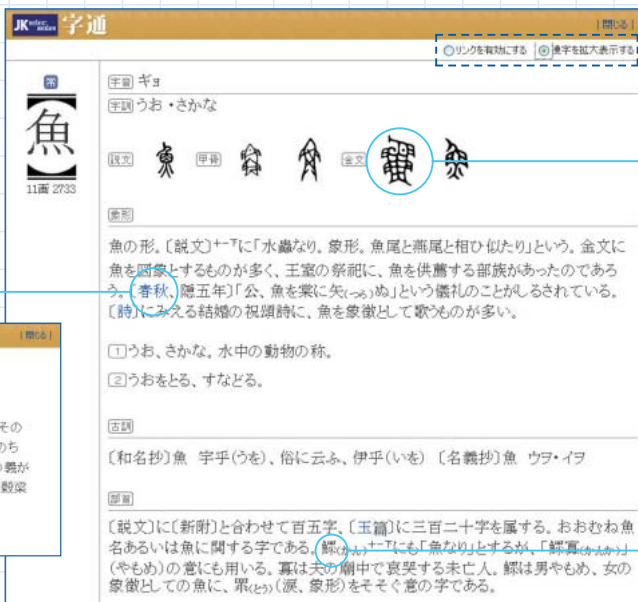 JK 字通
｜閉じる｜
○リンクを有効にする ◉漢字を拡大表示する
常
魚
11画 2733
字音 ギョ
字訓 うお・さかな
説文 甲骨 金文
象形
魚の形。〔説文〕十一下に「水蟲なり。象形。魚尾と燕尾と相ひ似たり」という。金文に
魚を図象とするものが多く、王室の祭祀に、魚を供薦する部族があったのであろ
う。〔春秋、隠五年〕「公、魚を棠に矢(つら)ぬ」という儀礼のことがしるされている。
〔詩〕にみえる結婚の祝頌詩に、魚を象徴として歌うものが多い。
1 うお、さかな。水中の動物の称。
2 うおをとる、すなどる。
古訓
〔和名抄〕魚 宇乎(うを)、俗に云ふ、伊乎(いを) 〔名義抄〕魚 ウヲ・イヲ
部首
〔説文〕に〔新附〕と合わせて百五字、〔玉篇〕に三百二十字を属する。おおむね魚
名あるいは魚に関する字である。鰥(かん)十一下にも「魚なり」とするが、「鰥寡(かんか)」
(やもめ)の意にも用いる。寡は夫の廟中で哀哭する未亡人。鰥は男やもめ、女の
象徴としての魚に、眔(とう)(涙、象形)をそそぐ意の字である。
｜閉じる｜
その
のち
義が
穀梁